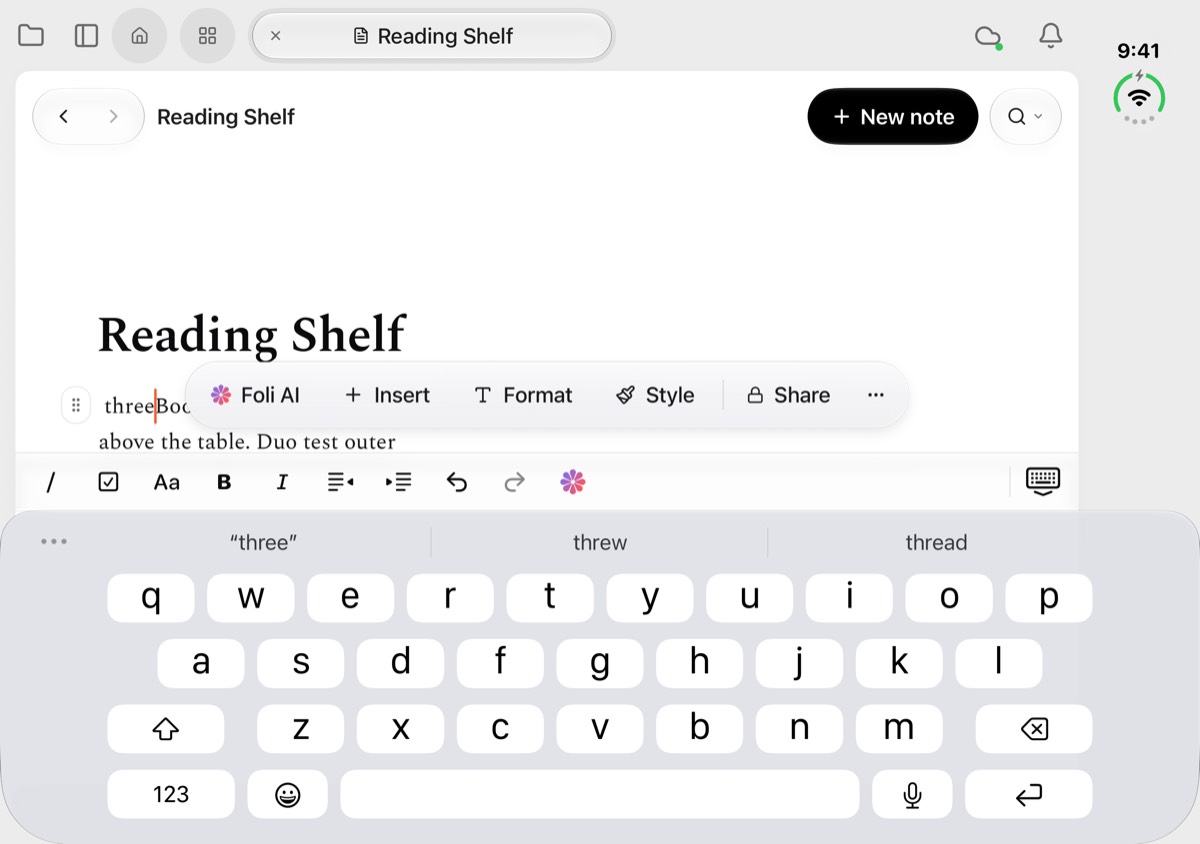 Reading Shelf
9:41
Reading Shelf
+ New note
Reading Shelf
three
Foli AI
+ Insert
Format
Style
Share
above the table. Duo test outer
/
Aa
B
I
“three”
threw
thread
q w e r t y u i o p
a s d f g h j k l
z x c v b n m
123